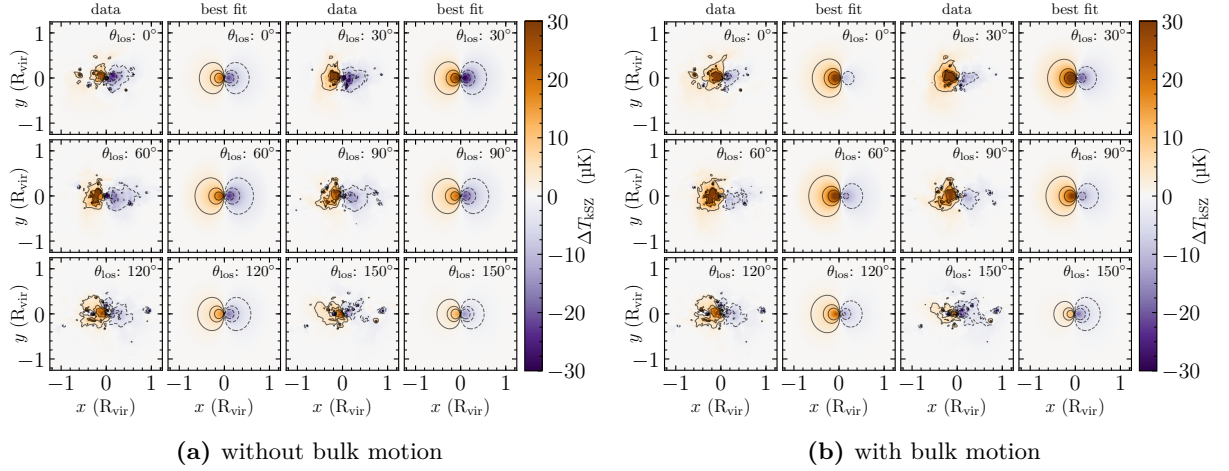 data best fit data best fit
θlos: 0° θlos: 0° θlos: 30° θlos: 30°
1
0
−1
y (Rvir)
θlos: 60° θlos: 60° θlos: 90° θlos: 90°
1
0
−1
y (Rvir)
θlos: 120° θlos: 120° θlos: 150° θlos: 150°
1
0
−1
y (Rvir)
−1 0 1 −1 0 1 −1 0 1 −1 0 1
x (Rvir) x (Rvir) x (Rvir) x (Rvir)
30
20
10
0
−10
−20
−30
ΔTkSZ (μK)
(a) without bulk motion
data best fit data best fit
θlos: 0° θlos: 0° θlos: 30° θlos: 30°
1
0
−1
y (Rvir)
θlos: 60° θlos: 60° θlos: 90° θlos: 90°
1
0
−1
y (Rvir)
θlos: 120° θlos: 120° θlos: 150° θlos: 150°
1
0
−1
y (Rvir)
−1 0 1 −1 0 1 −1 0 1 −1 0 1
x (Rvir) x (Rvir) x (Rvir) x (Rvir)
30
20
10
0
−10
−20
−30
ΔTkSZ (μK)
(b) with bulk motion